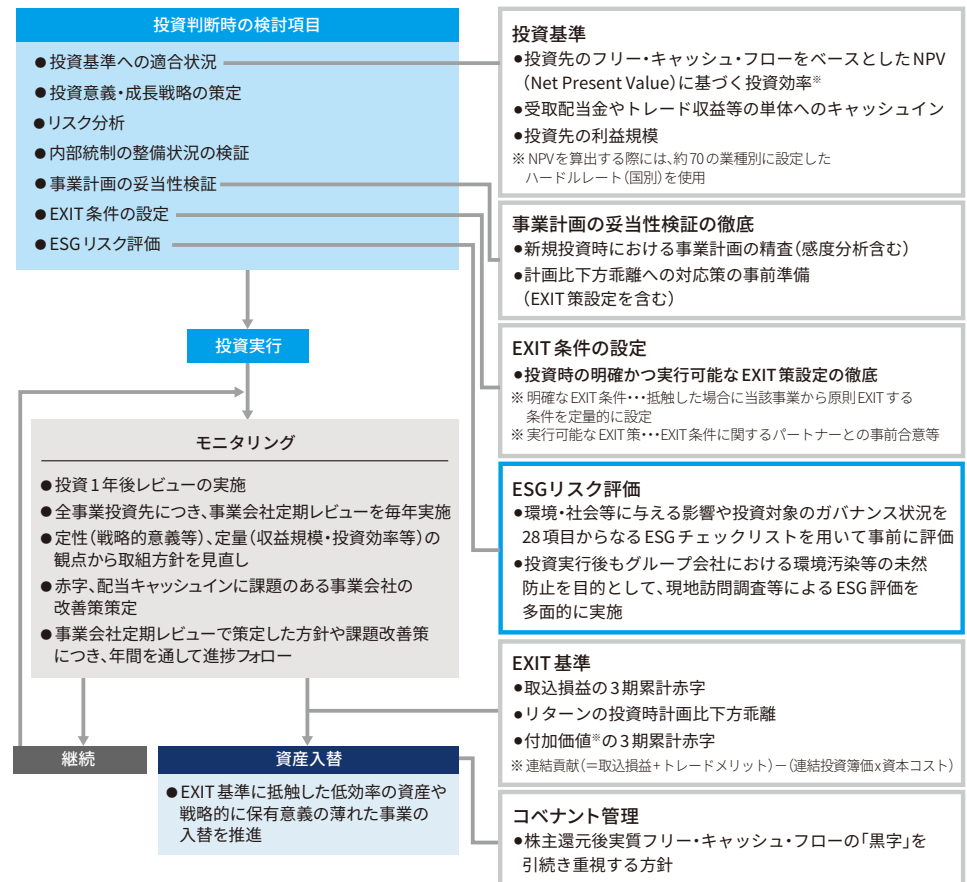 投資判断時の検討項目
●投資基準への適合状況
●投資意義・成長戦略の策定
●リスク分析
●内部統制の整備状況の検証
●事業計画の妥当性検証
●EXIT条件の設定
●ESGリスク評価
投資実行
モニタリング
●投資1年後レビューの実施
●全事業投資先につき、事業会社定期レビューを毎年実施
●定性(戦略的意義等)、定量(収益規模・投資効率等)の
観点から取組方針を見直し
●赤字、配当キャッシュインに課題のある事業会社の
改善策策定
●事業会社定期レビューで策定した方針や課題改善策
につき、年間を通して進捗フォロー
継続
資産入替
●EXIT基準に抵触した低効率の資産や
戦略的に保有意義の薄れた事業の
入替を推進
投資基準
●投資先のフリー・キャッシュ・フローをベースとしたNPV
(Net Present Value)に基づく投資効率※
●受取配当金やトレード収益等の単体へのキャッシュイン
●投資先の利益規模
※NPVを算出する際には、約70の業種別に設定した
ハードルレート(国別)を使用
事業計画の妥当性検証の徹底
●新規投資時における事業計画の精査(感度分析含む)
●計画比下方乖離への対応策の事前準備
(EXIT策設定を含む)
EXIT条件の設定
●投資時の明確かつ実行可能なEXIT策設定の徹底
※明確なEXIT条件・・・抵触した場合に当該事業から原則EXITする
条件を定量的に設定
※実行可能なEXIT策・・・EXIT条件に関するパートナーとの事前合意等
ESGリスク評価
●環境・社会等に与える影響や投資対象のガバナンス状況を
28項目からなるESGチェックリストを用いて事前に評価
●投資実行後もグループ会社における環境汚染等の未然
防止を目的として、現地訪問調査等によるESG評価を
多面的に実施
EXIT基準
●取込損益の3期累計赤字
●リターンの投資時計画比下方乖離
●付加価値※の3期累計赤字
※連結貢献(=取込損益+トレードメリット)-(連結投資簿価x資本コスト)
コベナント管理
●株主還元後実質フリー・キャッシュ・フローの「黒字」を
引続き重視する方針